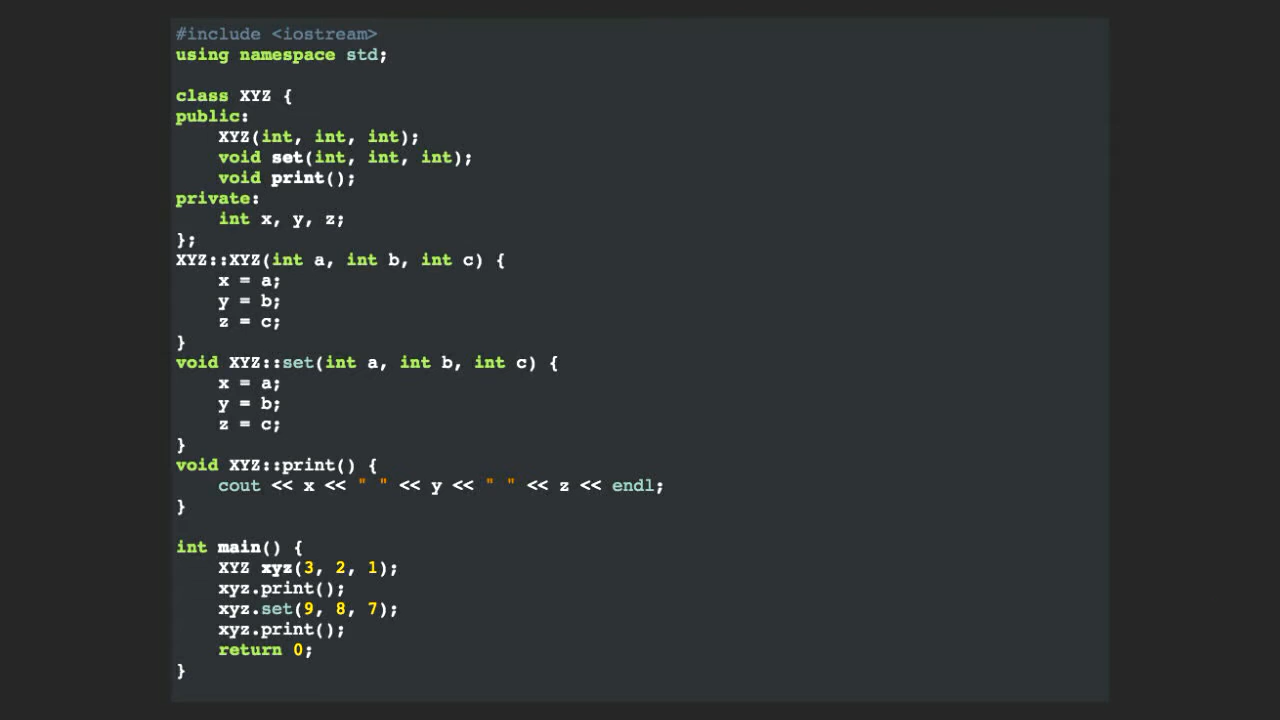 #include <iostream>
using namespace std;
class XYZ {
public:
    XYZ(int, int, int);
    void set(int, int, int);
    void print();
private:
    int x, y, z;
};
XYZ::XYZ(int a, int b, int c) {
    x = a;
    y = b;
    z = c;
}
void XYZ::set(int a, int b, int c) {
    x = a;
    y = b;
    z = c;
}
void XYZ::print() {
    cout << x << " " << y << " " << z << endl;
}
int main() {
    XYZ xyz(3, 2, 1);
    xyz.print();
    xyz.set(9, 8, 7);
    xyz.print();
    return 0;
}